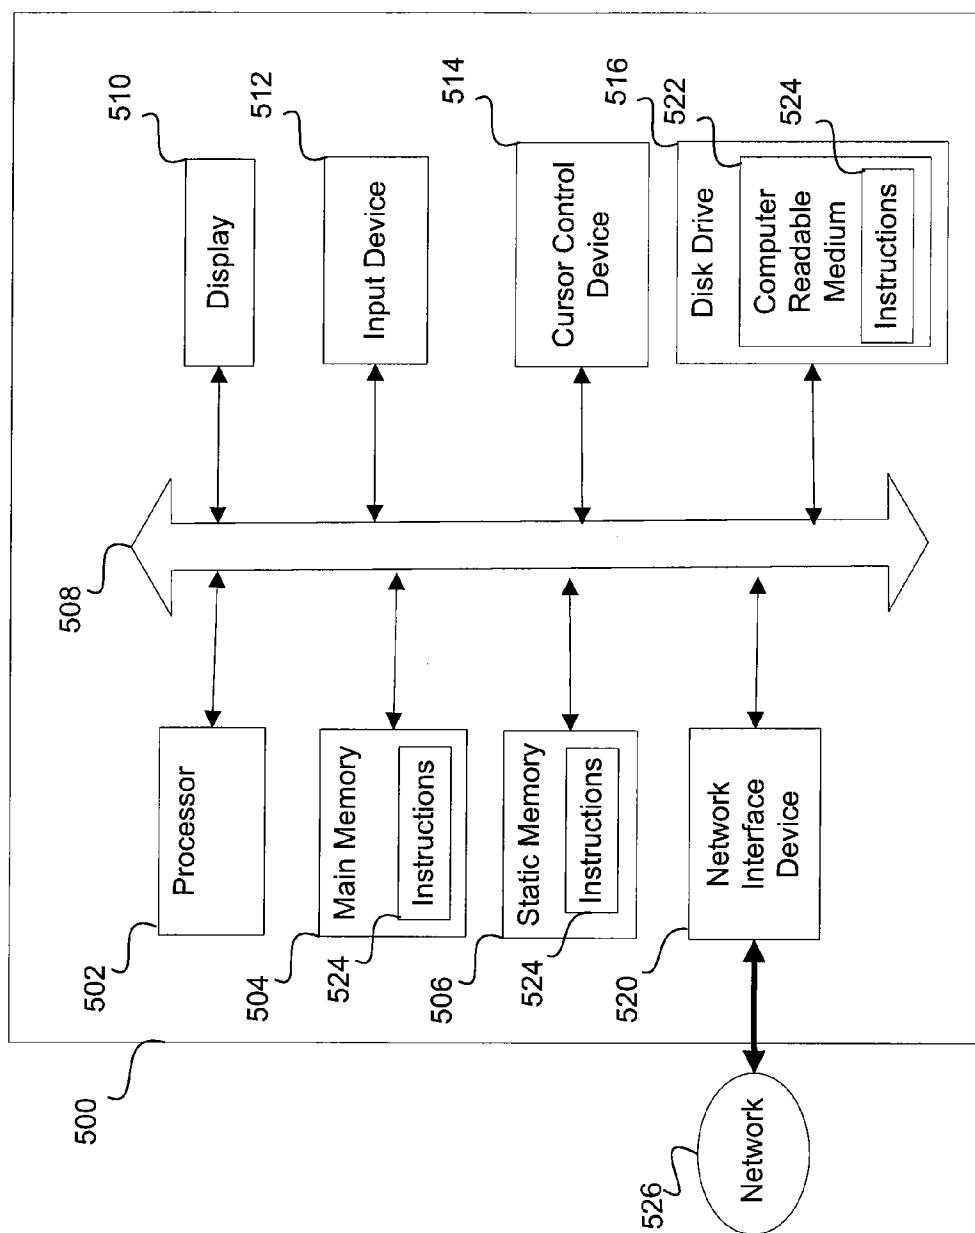 500
502
Processor
504
Main Memory
524
Instructions
506
Static Memory
524
Instructions
520
Network
Interface
Device
526
Network
508
510
Display
512
Input Device
514
Cursor Control
Device
516
Disk Drive
522
Computer
Readable
Medium
524
Instructions